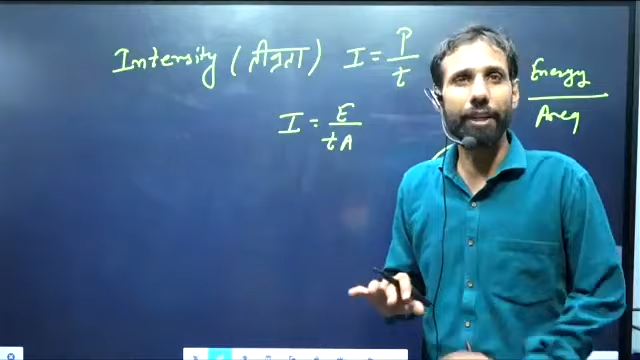 Intensity (तीव्रता) I = P/t
Energy/Area
I = E/tA